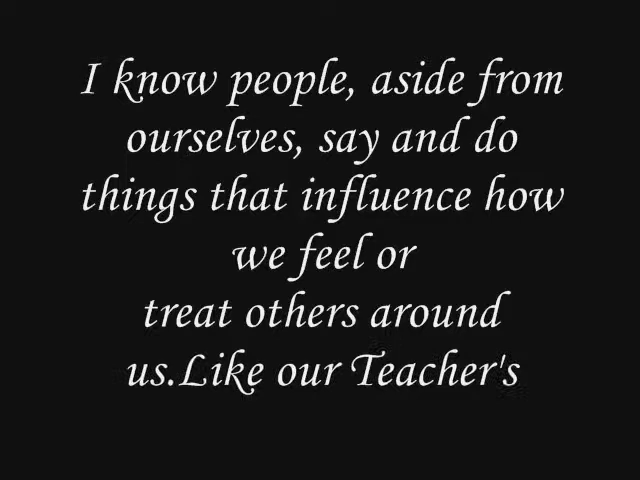 I know people, aside from
ourselves, say and do
things that influence how
we feel or
treat others around
us.Like our Teacher's